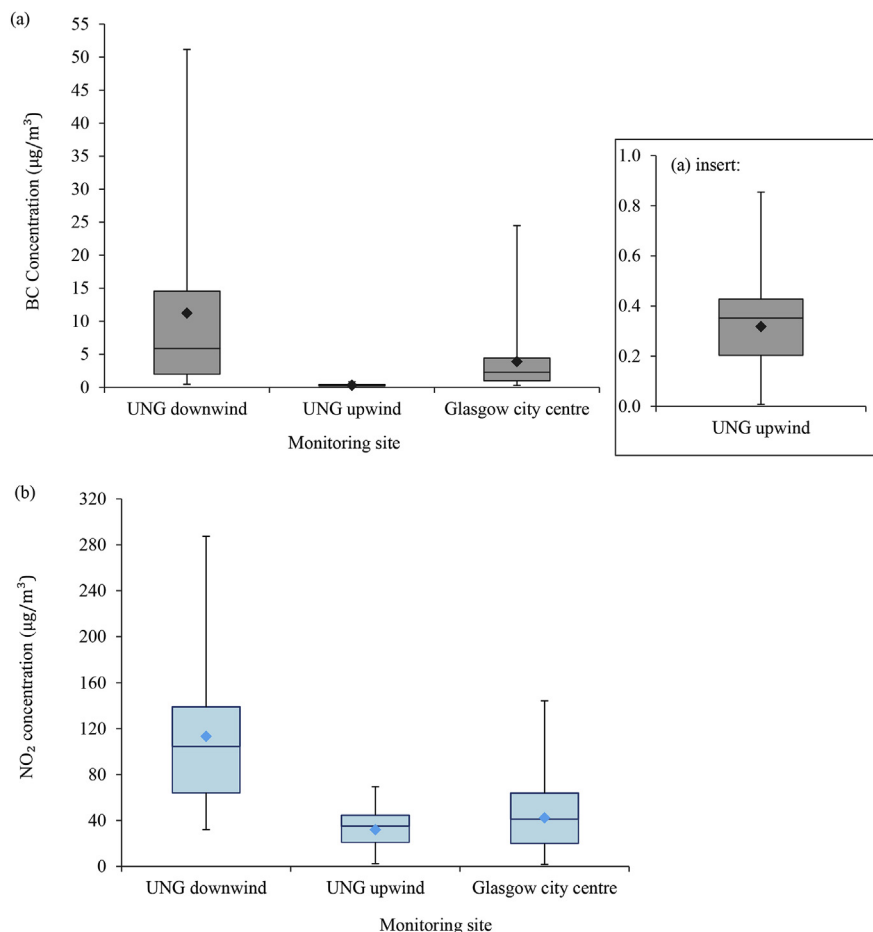 (a)
55
50
45
40
35
30
25
20
15
10
5
0
BC Concentration (μg/m³)
UNG downwind UNG upwind Glasgow city centre
Monitoring site
(a) insert:
1.0
0.8
0.6
0.4
0.2
0.0
UNG upwind
(b)
320
280
240
200
160
120
80
40
0
NO₂ concentration (μg/m³)
UNG downwind UNG upwind Glasgow city centre
Monitoring site